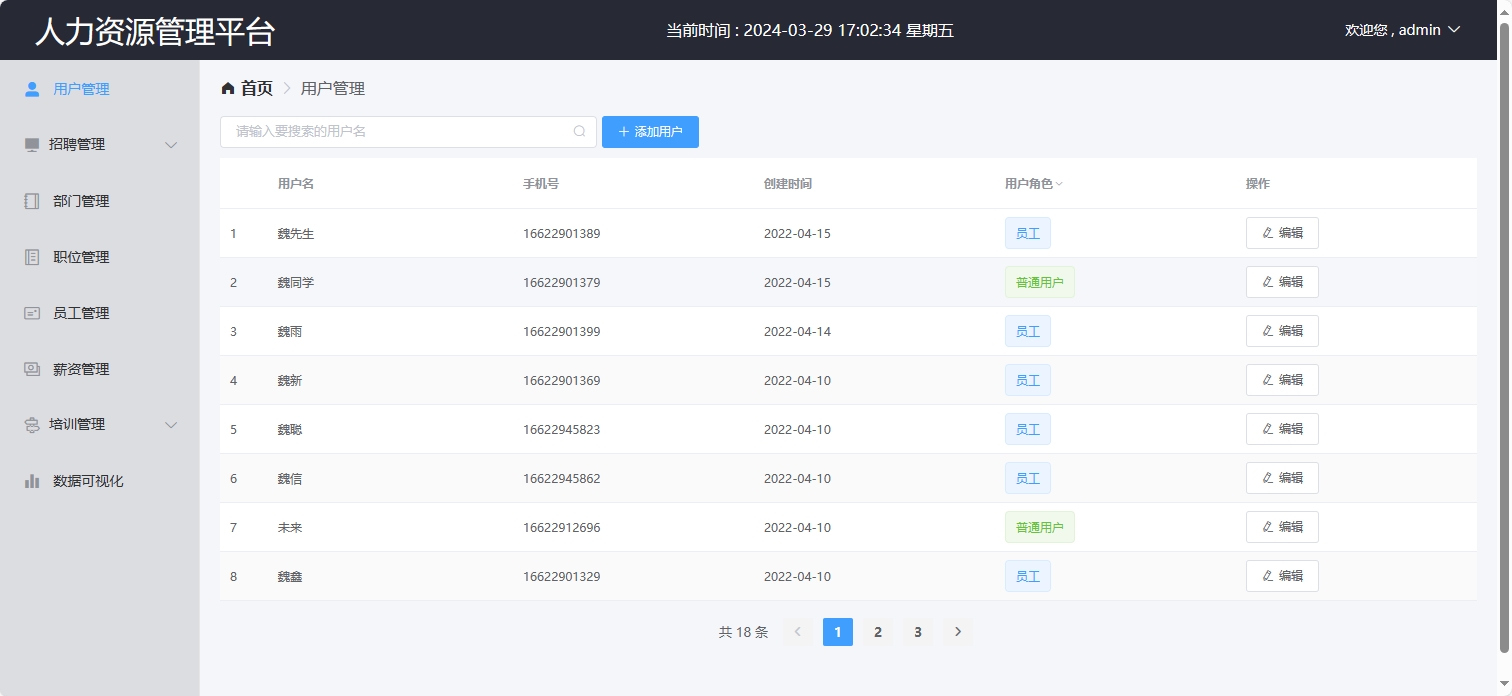 人力资源管理平台
当前时间 : 2024-03-29 17:02:34 星期五
欢迎您 , admin
用户管理
招聘管理
部门管理
职位管理
员工管理
薪资管理
培训管理
数据可视化
首页 > 用户管理
请输入要搜索的用户名
+ 添加用户
用户名 手机号 创建时间 用户角色 操作
1 魏先生 16622901389 2022-04-15 员工 编辑
2 魏同学 16622901379 2022-04-15 普通用户 编辑
3 魏雨 16622901399 2022-04-14 员工 编辑
4 魏新 16622901369 2022-04-10 员工 编辑
5 魏聪 16622945823 2022-04-10 员工 编辑
6 魏信 16622945862 2022-04-10 员工 编辑
7 未来 16622912696 2022-04-10 普通用户 编辑
8 魏鑫 16622901329 2022-04-10 员工 编辑
共 18 条 < 1 2 3 >